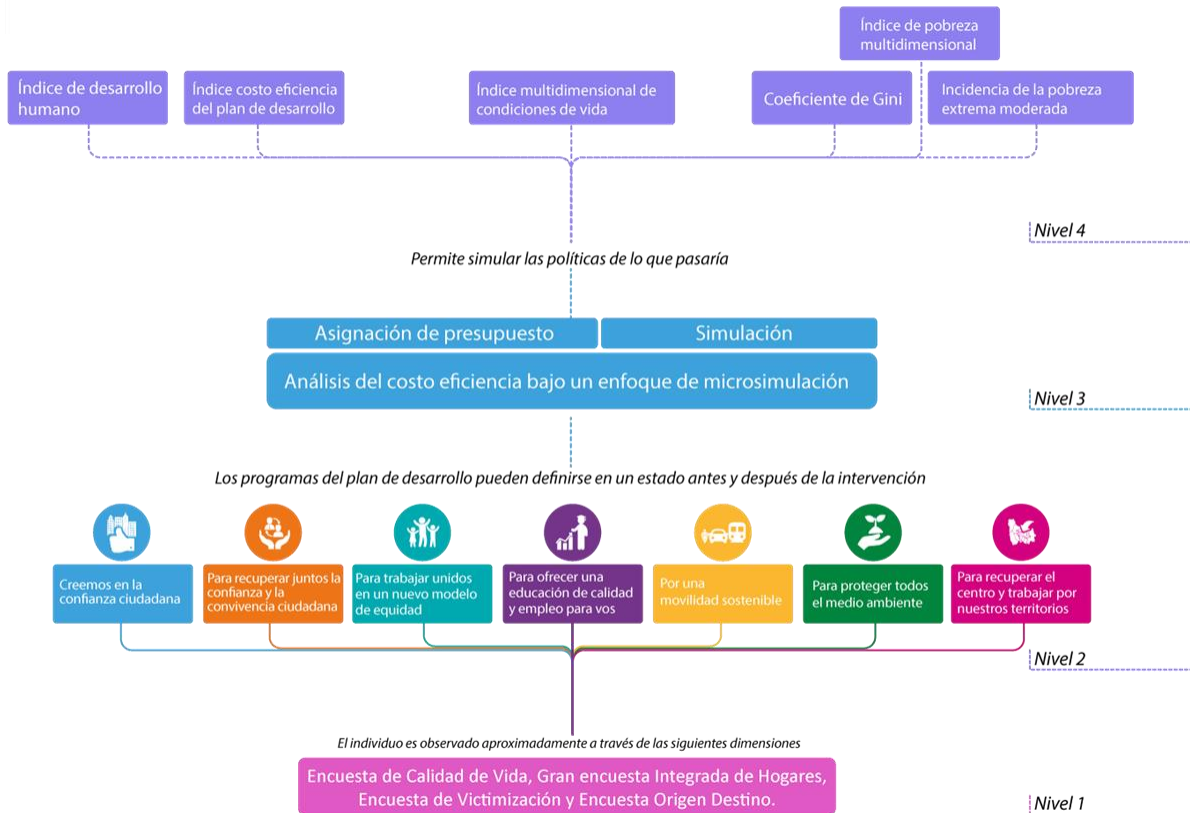 Índice de pobreza
multidimensional
Índice de desarrollo
humano
Índice costo eficiencia
del plan de desarrollo
Índice multidimensional de
condiciones de vida
Coeficiente de Gini
Incidencia de la pobreza
extrema moderada
Nivel 4
Permite simular las políticas de lo que pasaría
Asignación de presupuesto
Simulación
Análisis del costo eficiencia bajo un enfoque de microsimulación
Nivel 3
Los programas del plan de desarrollo pueden definirse en un estado antes y después de la intervención
Creemos en la
confianza ciudadana
Para recuperar juntos la
confianza y la
convivencia ciudadana
Para trabajar unidos
en un nuevo modelo
de equidad
Para ofrecer una
educación de calidad
y empleo para vos
Por una
movilidad sostenible
Para proteger todos
el medio ambiente
Para recuperar el
centro y trabajar por
nuestros territorios
Nivel 2
El individuo es observado aproximadamente a través de las siguientes dimensiones
Encuesta de Calidad de Vida, Gran encuesta Integrada de Hogares,
Encuesta de Victimización y Encuesta Origen Destino.
Nivel 1